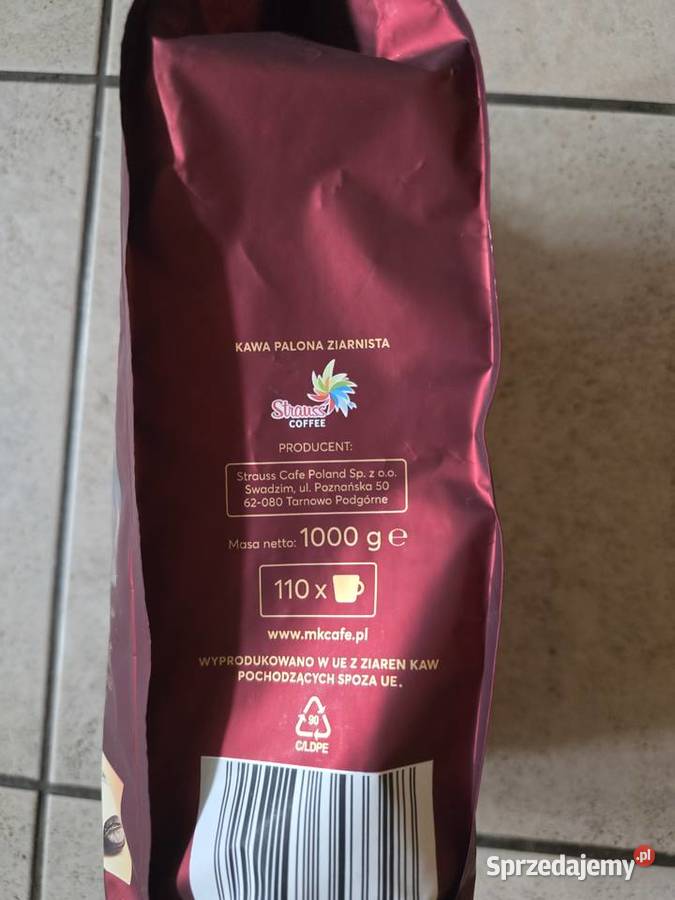 KAWA PALONA ZIARNISTA
Strauss
COFFEE
PRODUCENT:
Strauss Cafe Poland Sp. z o.o.
Swadzim, ul. Poznańska 50
62-080 Tarnowo Podgórne
Masa netto: 1000 g ℮
110 x
www.mkcafe.pl
WYPRODUKOWANO W UE Z ZIAREN KAW
POCHODZĄCYCH SPOZA UE.
90
C/LDPE
Sprzedajemy.pl